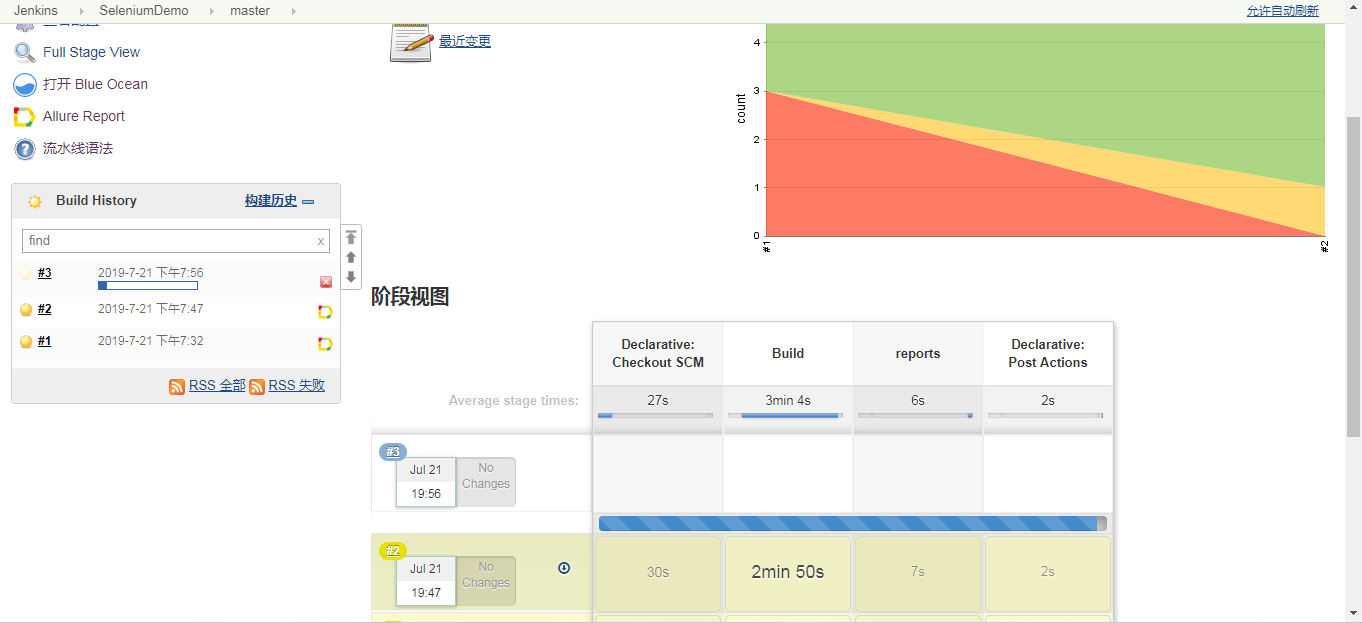 Jenkins SeleniumDemo master 允许自动刷新
Full Stage View
打开 Blue Ocean
Allure Report
流水线语法
Build History 构建历史
find x
#3 2019-7-21 下午7:56
#2 2019-7-21 下午7:47
#1 2019-7-21 下午7:32
RSS 全部 RSS 失败
最近变更
count
4
3
2
1
0
#1
#2
阶段视图
Declarative:
Checkout SCM
Build
reports
Declarative:
Post Actions
Average stage times:
27s
3min 4s
6s
2s
#3
Jul 21
19:56
No
Changes
#2
Jul 21
19:47
No
Changes
30s
2min 50s
7s
2s